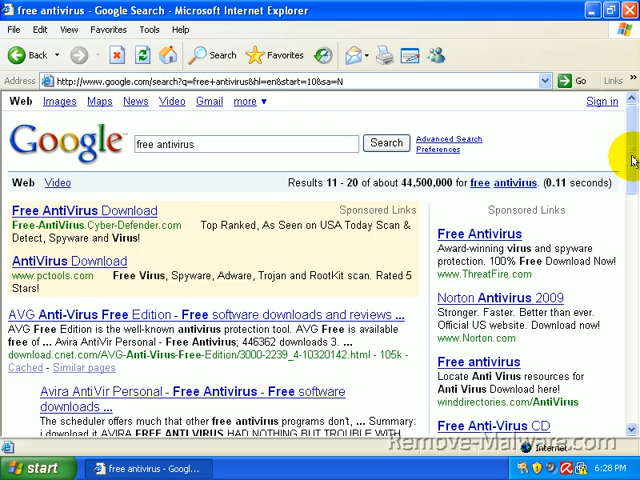 free antivirus - Google Search - Microsoft Internet Explorer
File Edit View Favorites Tools Help
Back Search Favorites
Address http://www.google.com/search?q=free+antivirus&hl=en&start=10&sa=N Go Links »
Web Images Maps News Video Gmail more ▼ Sign in
Google™ free antivirus Search Advanced Search
Preferences
Web Video Results 11 - 20 of about 44,500,000 for free antivirus. (0.11 seconds)
Free AntiVirus Download Sponsored Links
Free-AntiVirus.Cyber-Defender.com Top Ranked, As Seen on USA Today Scan &
Detect, Spyware and Virus!
AntiVirus Download
www.pctools.com Free Virus, Spyware, Adware, Trojan and RootKit scan. Rated 5
Stars!
AVG Anti-Virus Free Edition - Free software downloads and reviews ...
AVG Free Edition is the well-known antivirus protection tool. AVG Free is available
free of ... Avira AntiVir Personal - Free Antivirus; 446362 downloads 3. ...
download.cnet.com/AVG-Anti-Virus-Free-Edition/3000-2239_4-10320142.html - 105k -
Cached - Similar pages
Avira AntiVir Personal - Free Antivirus - Free software
downloads ...
The scheduler offers much that other free antivirus programs don't, ... Summary:
i download it AVIRA FREE ANTIVIRUS HAD NOTHING BUT TROUBLE WITH
Sponsored Links
Free Antivirus
Award-winning virus and spyware
protection. 100% Free Download Now!
www.ThreatFire.com
Norton Antivirus 2009
Stronger. Faster. Better than ever.
Official US website. Download now!
www.Norton.com
Free antivirus
Locate Anti Virus resources for
Anti Virus Download here!
winddirectories.com/AntiVirus
Free Anti-Virus CD
Remove-Malware.com
Internet
start free antivirus - Googl... 6:28 PM